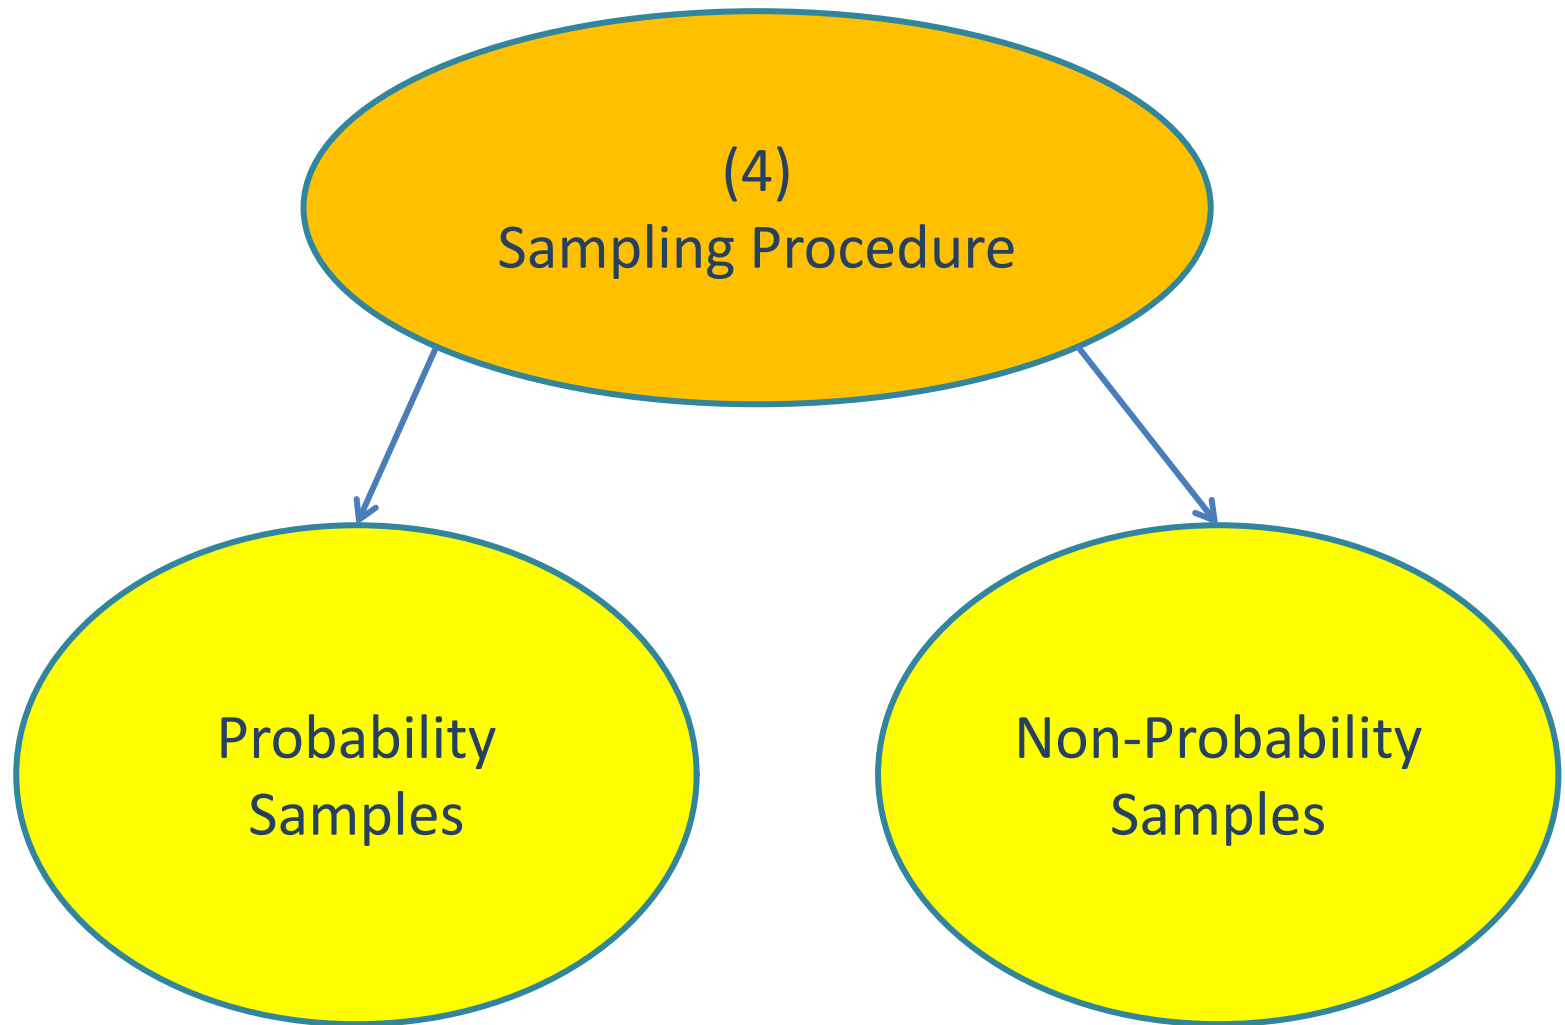 (4)
Sampling Procedure
Probability
Samples
Non-Probability
Samples